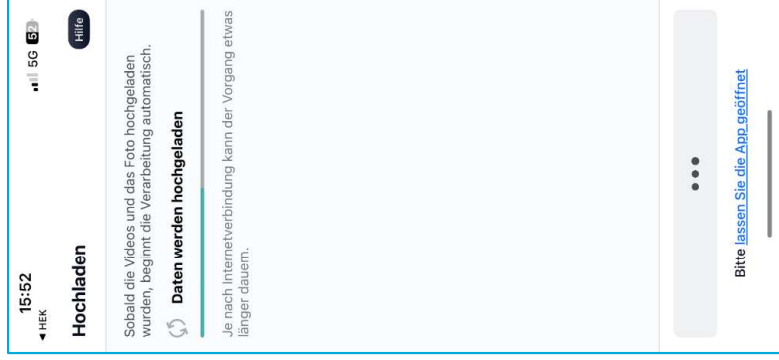 15:52
5G 52
◀ HEK
Hochladen
Hilfe
Sobald die Videos und das Foto hochgeladen
wurden, beginnt die Verarbeitung automatisch.
Daten werden hochgeladen
Je nach Internetverbindung kann der Vorgang etwas
länger dauern.
Bitte lassen Sie die App geöffnet